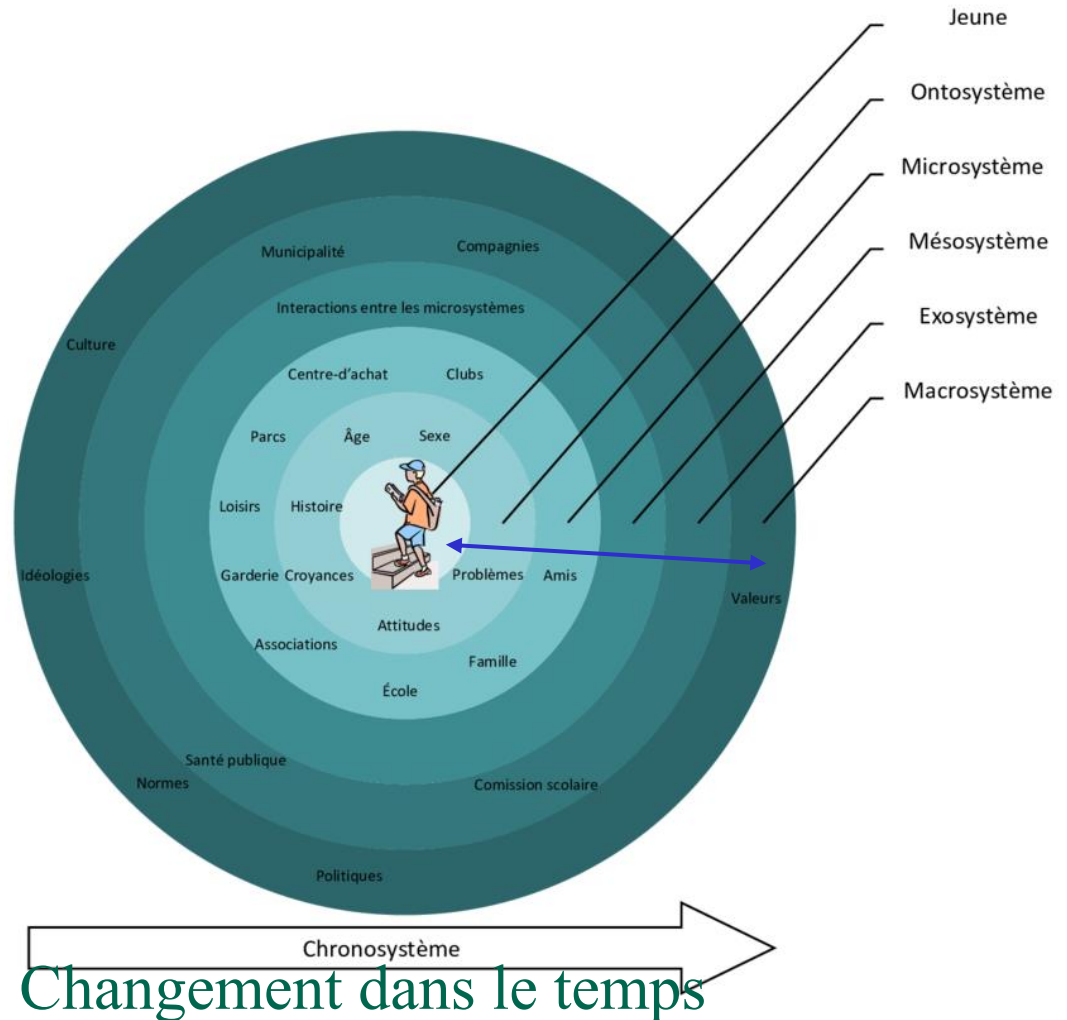 Jeune
Ontosystème
Microsystème
Mésosystème
Exosystème
Macrosystème
Municipalité
Compagnies
Interactions entre les microsystèmes
Culture
Centre-d’achat
Clubs
Parcs
Âge
Sexe
Loisirs
Histoire
Idéologies
Garderie
Croyances
Problèmes
Amis
Valeurs
Attitudes
Associations
Famille
École
Santé publique
Normes
Comission scolaire
Politiques
Chronosystème
Changement dans le temps